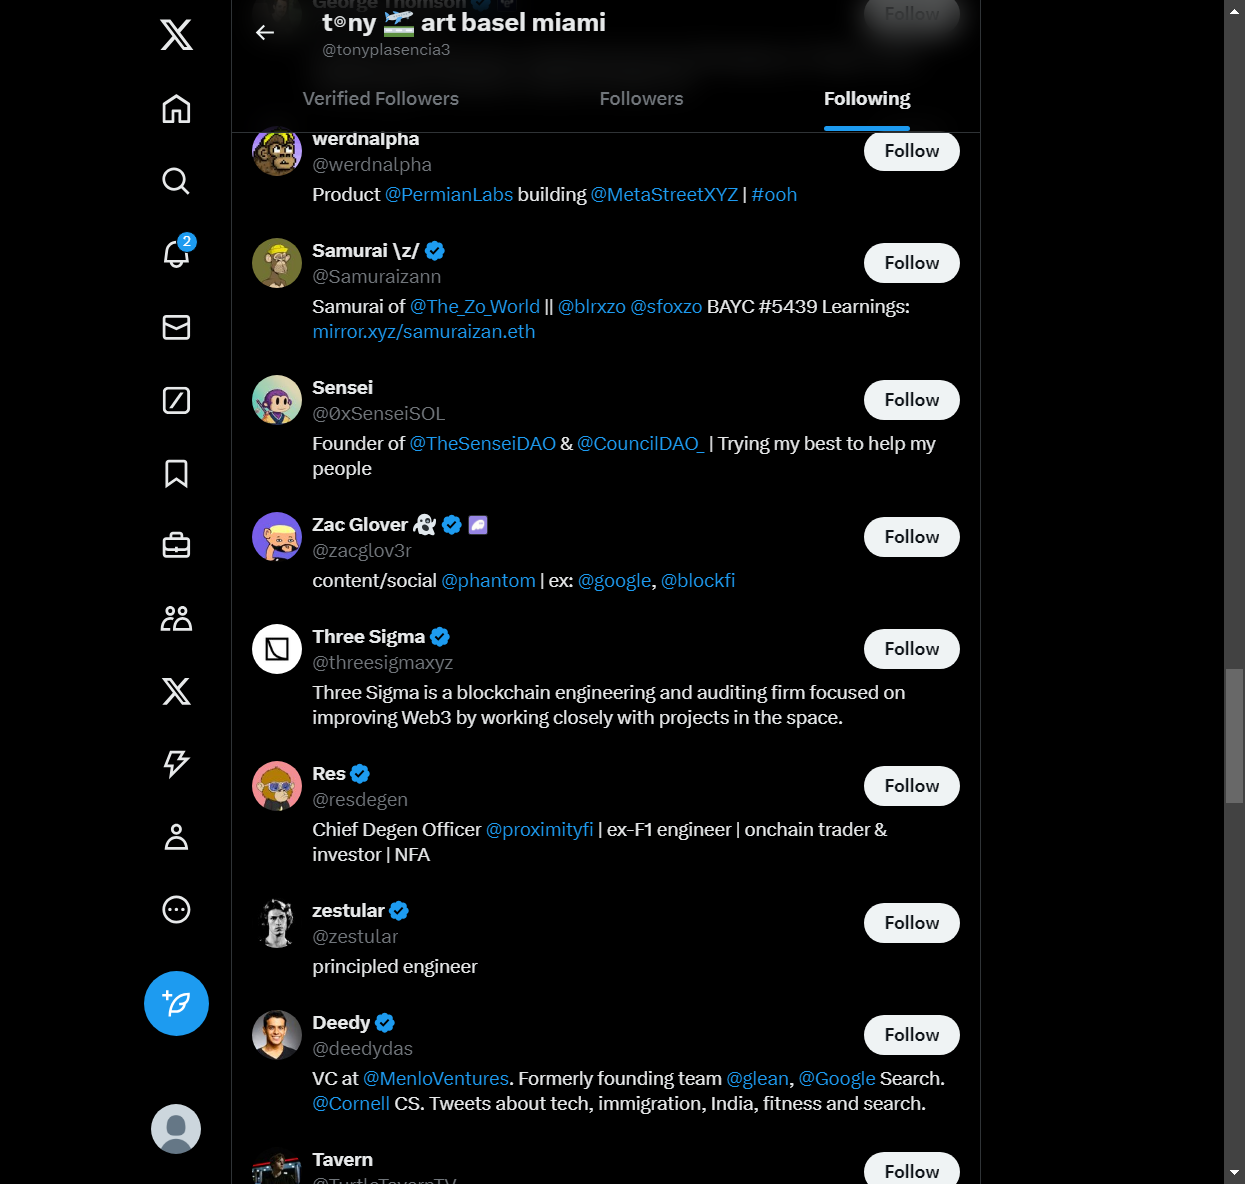 George Thomson
Follow
t๏ny ✈️ art basel miami
@tonyplasencia3
Verified Followers
Followers
Following
2
werdnalpha
@werdnalpha
Follow
Product @PermianLabs building @MetaStreetXYZ | #ooh
Samurai \z/
@Samuraizann
Follow
Samurai of @The_Zo_World || @blrxzo @sfoxzo BAYC #5439 Learnings:
mirror.xyz/samuraizan.eth
Sensei
@0xSenseiSOL
Follow
Founder of @TheSenseiDAO & @CouncilDAO_ | Trying my best to help my
people
Zac Glover 👻
@zacglov3r
Follow
content/social @phantom | ex: @google, @blockfi
Three Sigma
@threesigmaxyz
Follow
Three Sigma is a blockchain engineering and auditing firm focused on
improving Web3 by working closely with projects in the space.
Res
@resdegen
Follow
Chief Degen Officer @proximityfi | ex-F1 engineer | onchain trader &
investor | NFA
zestular
@zestular
Follow
principled engineer
Deedy
@deedydas
Follow
VC at @MenloVentures. Formerly founding team @glean, @Google Search.
@Cornell CS. Tweets about tech, immigration, India, fitness and search.
Tavern
@TurtleTavernTV
Follow